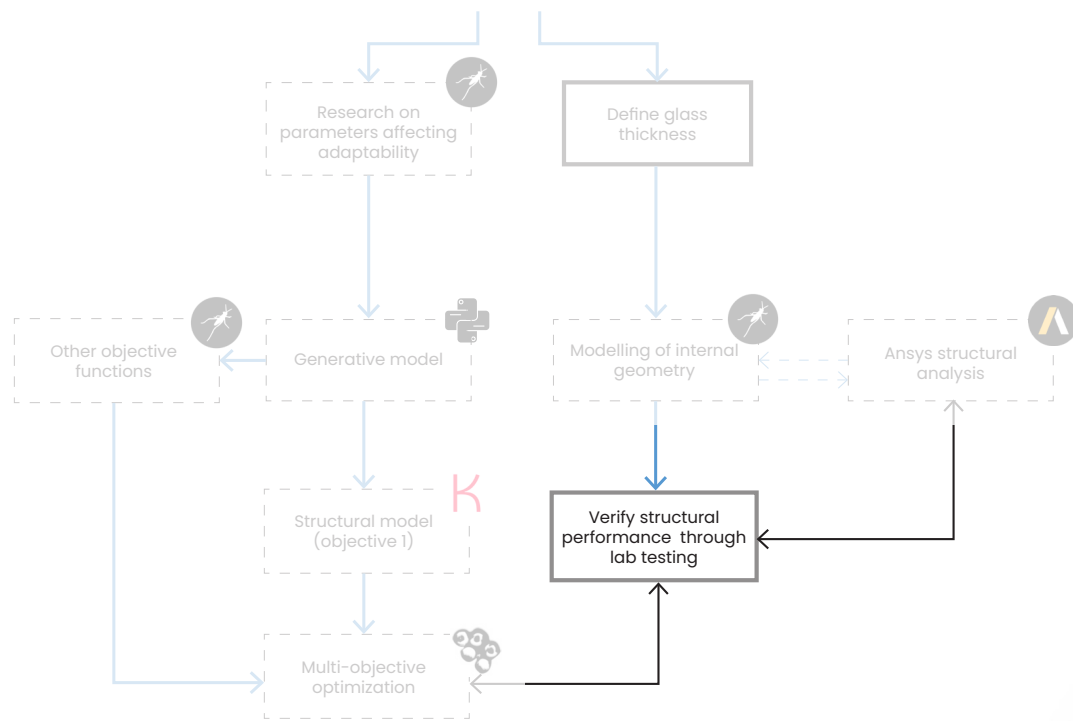 Research on
parameters affecting
adaptability
Define glass
thickness
Other objective
functions
Generative model
Modelling of internal
geometry
Ansys structural
analysis
Structural model
(objective 1)
Verify structural
performance through
lab testing
Multi-objective
optimization